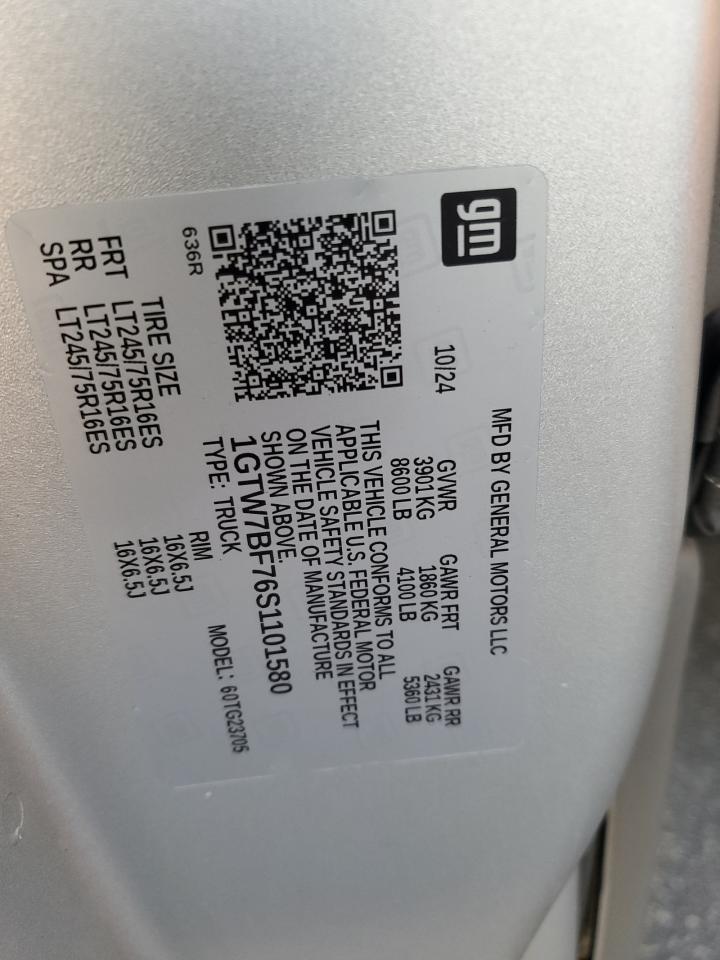 gm
MFD BY GENERAL MOTORS LLC
10/24
GVWR GAWR FRT GAWR RR
3901 KG 1860 KG 2431 KG
8600 LB 4100 LB 5360 LB
THIS VEHICLE CONFORMS TO ALL
APPLICABLE U.S. FEDERAL MOTOR
VEHICLE SAFETY STANDARDS IN EFFECT
ON THE DATE OF MANUFACTURE
SHOWN ABOVE.
1GTW7BF76S1101580
TYPE: TRUCK MODEL: 60TG23705
636R
TIRE SIZE RIM
FRT LT245/75R16ES 16X6.5J
RR LT245/75R16ES 16X6.5J
SPA LT245/75R16ES 16X6.5J